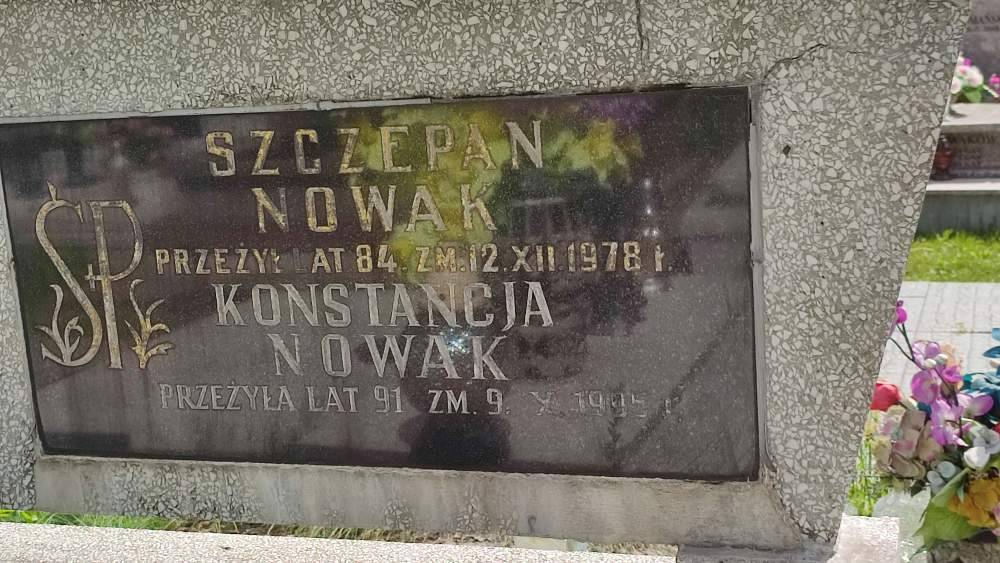 ŚP
SZCZEPAN
NOWAK
PRZEŻYŁ LAT 84. ZM. 12. XII. 1978 r.
KONSTANCJA
NOWAK
PRZEŻYŁA LAT 91 ZM. 9. X. 1995 r.